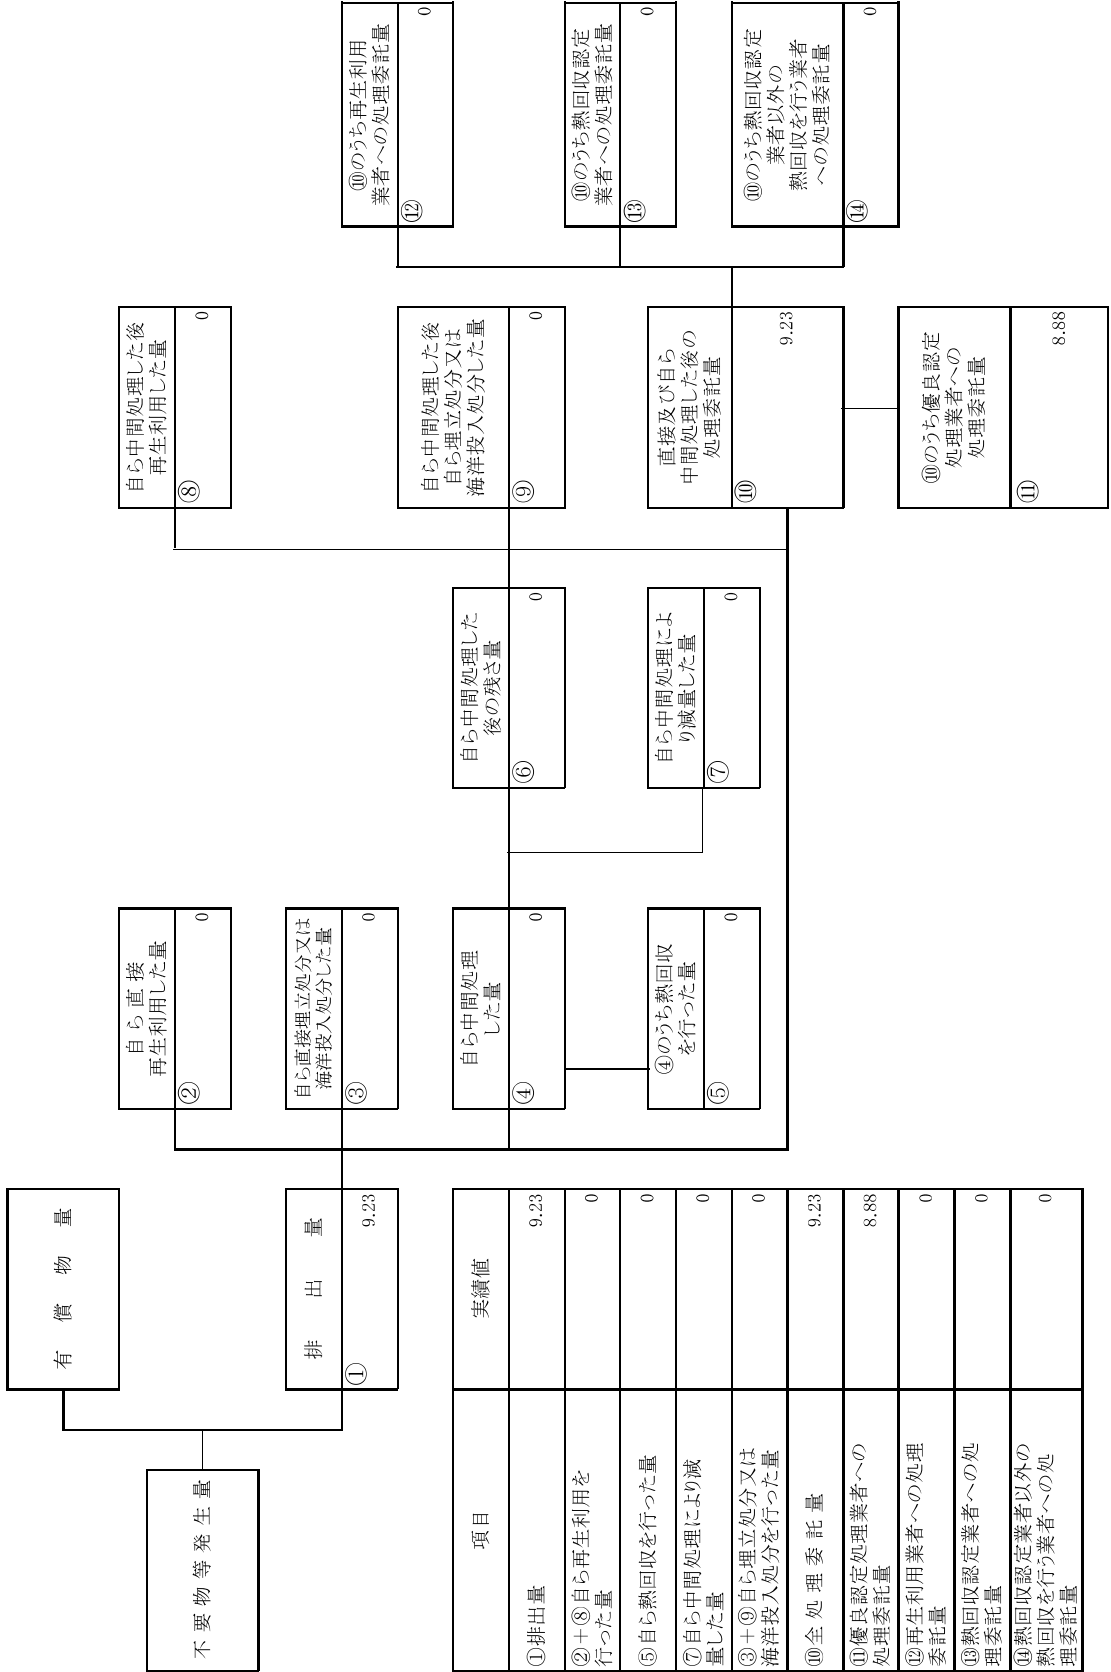 不要物等発生量
有償物量
排出量
①
9.23
自ら直接
再生利用した量
②
0
自ら直接埋立処分又は
海洋投入処分した量
③
0
自ら中間処理
した量
④
0
④のうち熱回収
を行った量
⑤
0
自ら中間処理した
後の残さ量
⑥
0
自ら中間処理によ
り減量した量
⑦
0
自ら中間処理した後
再生利用した量
⑧
0
自ら中間処理した後
自ら埋立処分又は
海洋投入処分した量
⑨
0
直接及び自ら
中間処理した後の
処理委託量
⑩
9.23
⑩のうち優良認定
処理業者への
処理委託量
⑪
8.88
⑩のうち再生利用
業者への処理委託量
⑫
0
⑩のうち熱回収認定
業者への処理委託量
⑬
0
⑩のうち熱回収認定
業者以外の
熱回収を行う業者
への処理委託量
⑭
0
項目 実績値
①排出量 9.23
②+⑧自ら再生利用を
行った量 0
⑤自ら熱回収を行った量 0
⑦自ら中間処理により減
量した量 0
③+⑨自ら埋立処分又は
海洋投入処分を行った量 0
⑩全処理委託量 9.23
⑪優良認定処理業者への
処理委託量 8.88
⑫再生利用業者への処理
委託量 0
⑬熱回収認定業者への処
理委託量 0
⑭熱回収認定業者以外の
熱回収を行う業者への処
理委託量 0